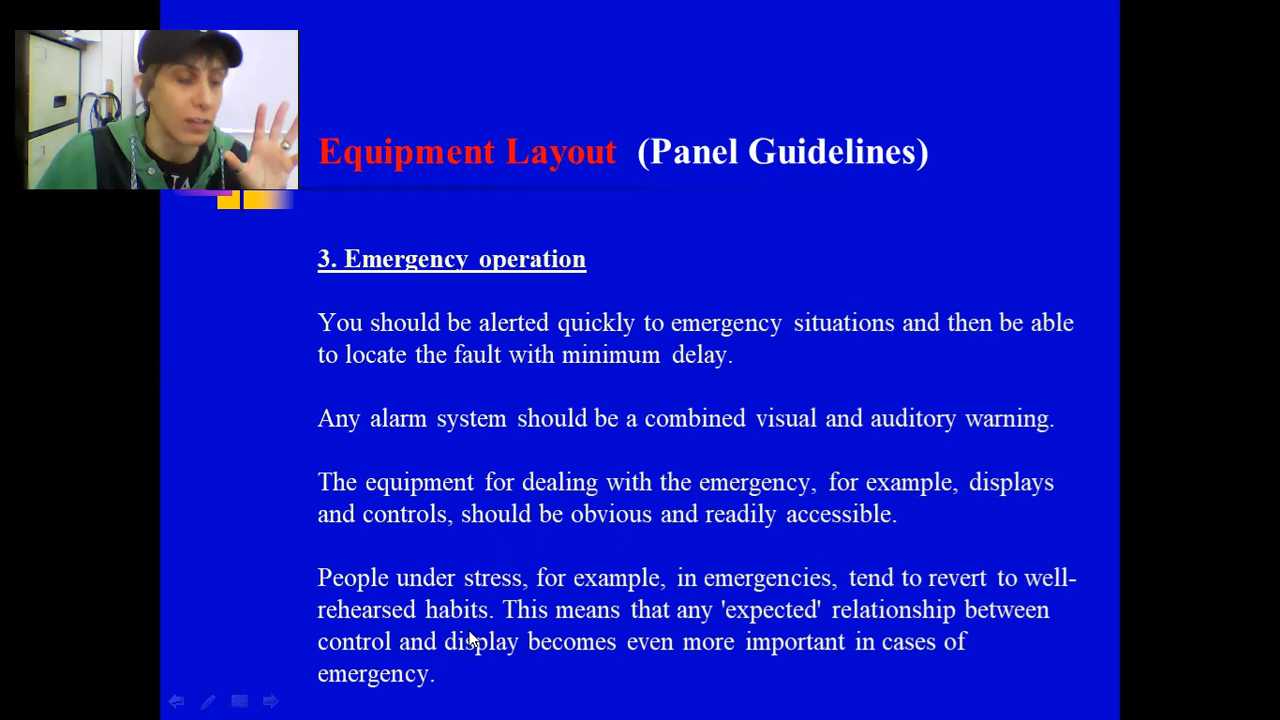 Equipment Layout (Panel Guidelines)
3. Emergency operation
You should be alerted quickly to emergency situations and then be able
to locate the fault with minimum delay.
Any alarm system should be a combined visual and auditory warning.
The equipment for dealing with the emergency, for example, displays
and controls, should be obvious and readily accessible.
People under stress, for example, in emergencies, tend to revert to well-
rehearsed habits. This means that any 'expected' relationship between
control and display becomes even more important in cases of
emergency.